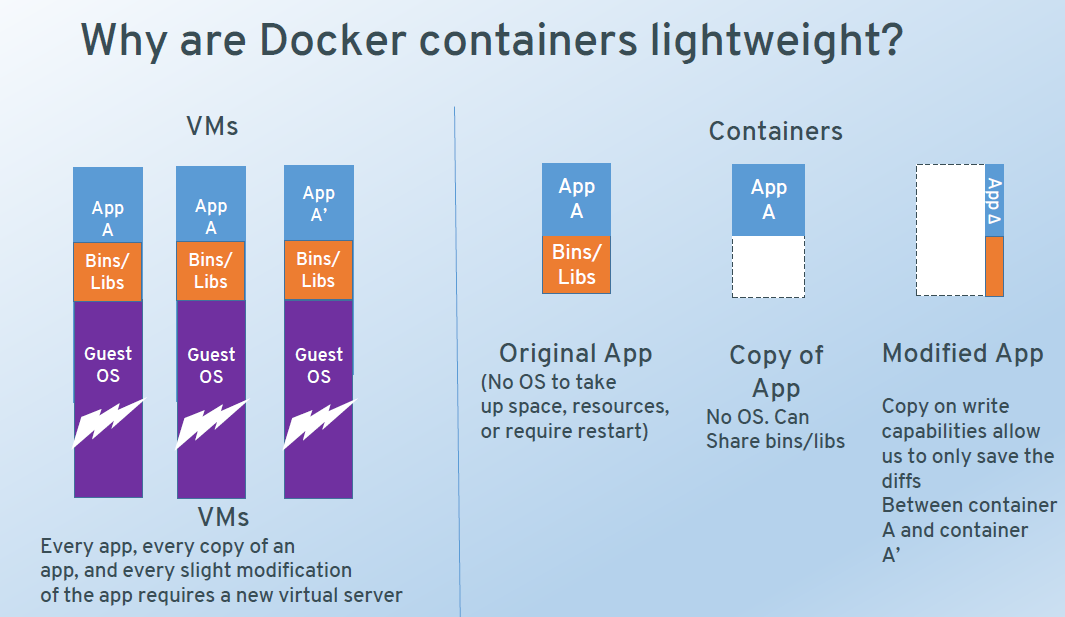 Why are Docker containers lightweight?
VMs
App
A
Bins/
Libs
Guest
OS
App
A
Bins/
Libs
Guest
OS
App
A’
Bins/
Libs
Guest
OS
VMs
Every app, every copy of an
app, and every slight modification
of the app requires a new virtual server
Containers
App
A
Bins/
Libs
Original App
(No OS to take
up space, resources,
or require restart)
App
A
Copy of
App
No OS. Can
Share bins/libs
App Δ
Modified App
Copy on write
capabilities allow
us to only save the
diffs
Between container
A and container
A’